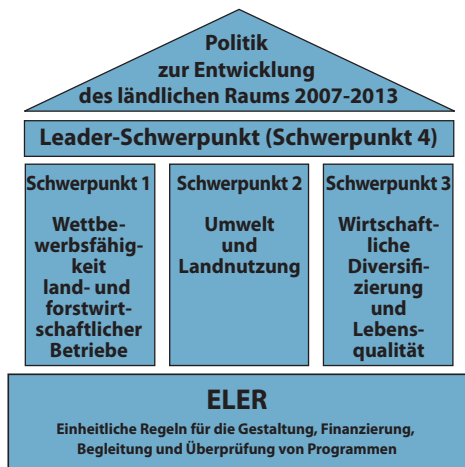 Politik
zur Entwicklung
des ländlichen Raums 2007-2013
Leader-Schwerpunkt (Schwerpunkt 4)
Schwerpunkt 1
Wettbe-
werbsfähig-
keit
land- und
forstwirt-
schaftlicher
Betriebe
Schwerpunkt 2
Umwelt
und
Landnutzung
Schwerpunkt 3
Wirtschaft-
liche
Diversifi-
zierung
und
Lebens-
qualität
ELER
Einheitliche Regeln für die Gestaltung, Finanzierung,
Begleitung und Überprüfung von Programmen